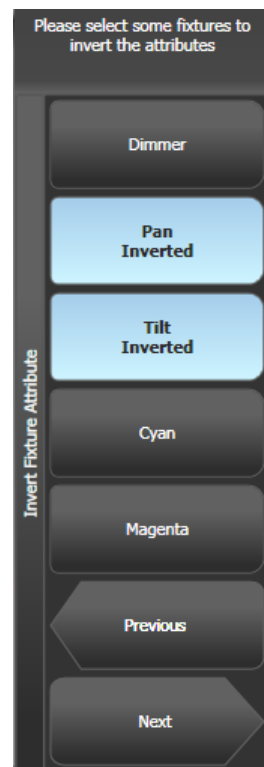 Please select some fixtures to
invert the attributes
Invert Fixture Attribute
Dimmer
Pan
Inverted
Tilt
Inverted
Cyan
Magenta
Previous
Next